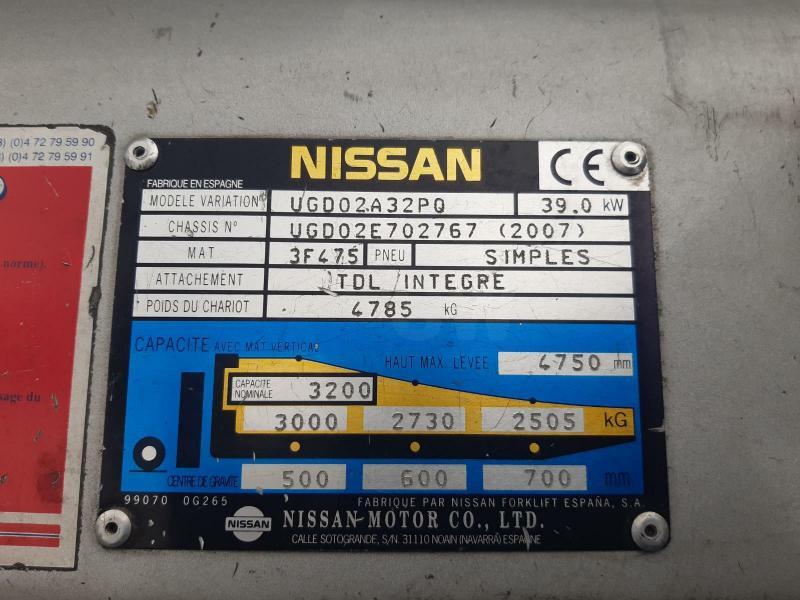 (0)4 72 79 59 90
(0)4 72 79 59 91
norme).
sage du
NISSAN
CE
FABRIQUE EN ESPAGNE
MODELE VARIATION UGD02A32PQ 39.0 kW
CHASSIS Nº UGD02E702767 (2007)
MAT 3F475 PNEU SIMPLES
ATTACHEMENT TDL INTEGRE
POIDS DU CHARIOT 4785 kG
CAPACITE AVEC MAT VERTICAL
HAUT MAX. LEVEE 4750 mm
CAPACITE NOMINALE 3200
3000 2730 2505 kG
CENTRE DE GRAVITE 500 600 700 mm
99070 0G265 FABRIQUE PAR NISSAN FORKLIFT ESPAÑA, S.A.
NISSAN NISSAN MOTOR CO., LTD.
CALLE SOTOGRANDE, S/N. 31110 NOAIN (NAVARRA) ESPAGNE